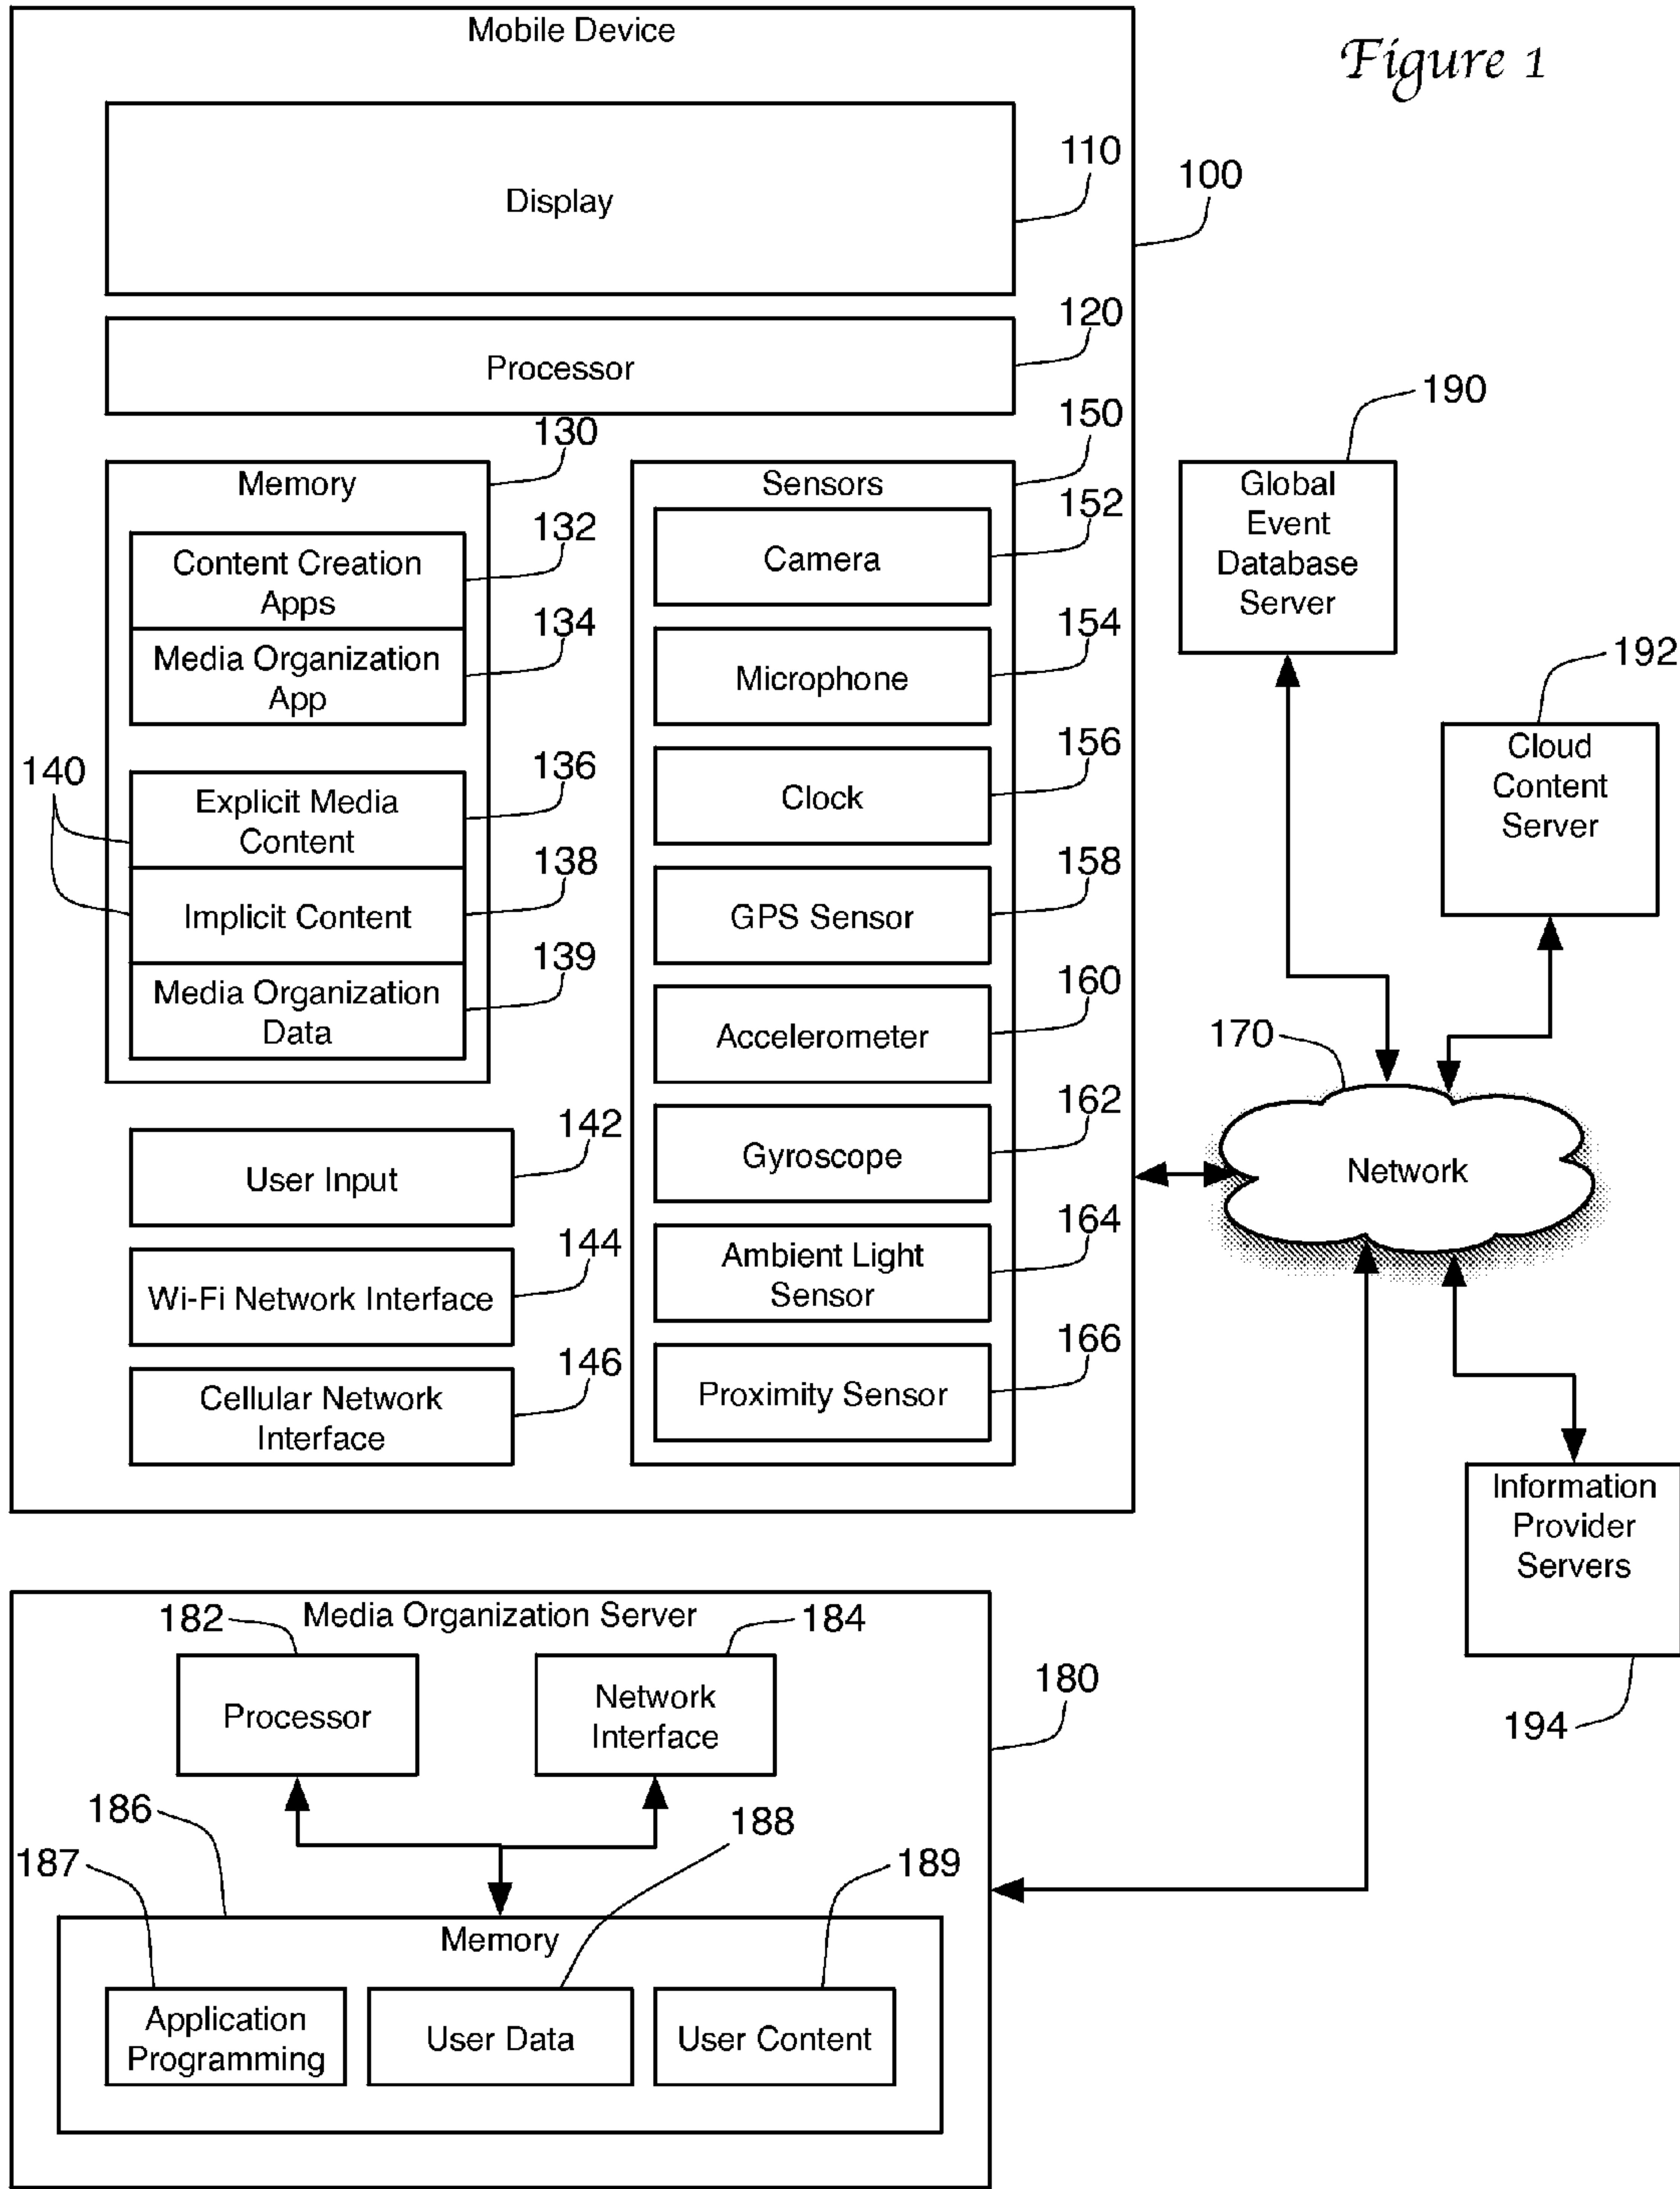 Mobile Device
Figure 1
Display
110
100
Processor
120
130
Memory
132
Content Creation
Apps
134
Media Organization
App
140
136
Explicit Media
Content
138
Implicit Content
139
Media Organization
Data
142
User Input
144
Wi-Fi Network Interface
146
Cellular Network
Interface
150
Sensors
152
Camera
154
Microphone
156
Clock
158
GPS Sensor
160
Accelerometer
162
Gyroscope
164
Ambient Light
Sensor
166
Proximity Sensor
190
Global
Event
Database
Server
192
Cloud
Content
Server
170
Network
Information
Provider
Servers
194
Media Organization Server
182
184
180
Processor
Network
Interface
186
188
187
189
Memory
Application
Programming
User Data
User Content